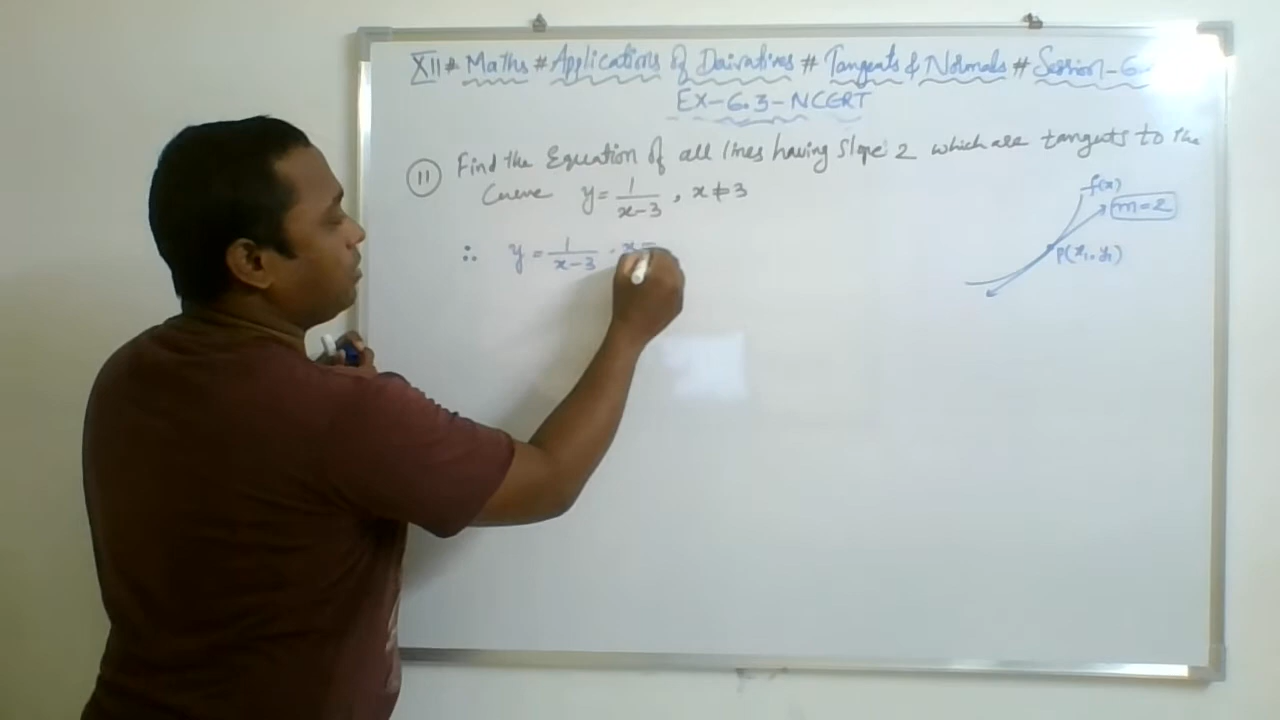 XII # Maths # Applications of Derivatives # Tangents & Normals # Session-6
EX-6.3-NCERT
11 Find the Equation of all lines having slope 2 which are tangents to the
Curve y = 1/(x-3), x ≠ 3
f(x)
m=2
P(x₁, y₁)
∴ y = 1/(x-3), x =